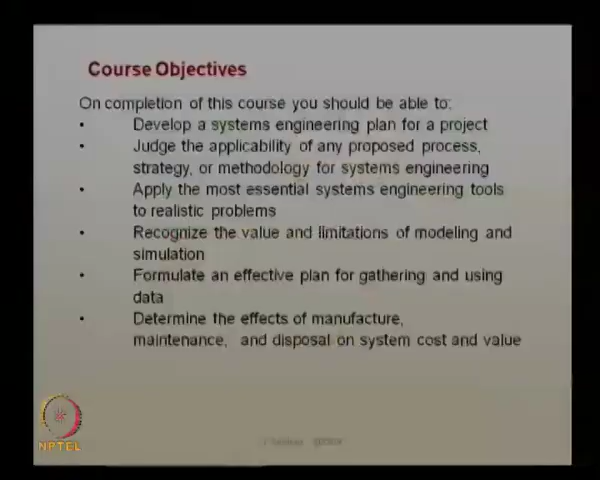 Course Objectives
On completion of this course you should be able to:
• Develop a systems engineering plan for a project
• Judge the applicability of any proposed process,
strategy, or methodology for systems engineering
• Apply the most essential systems engineering tools
to realistic problems
• Recognize the value and limitations of modeling and
simulation
• Formulate an effective plan for gathering and using
data
• Determine the effects of manufacture,
maintenance, and disposal on system cost and value
NPTEL